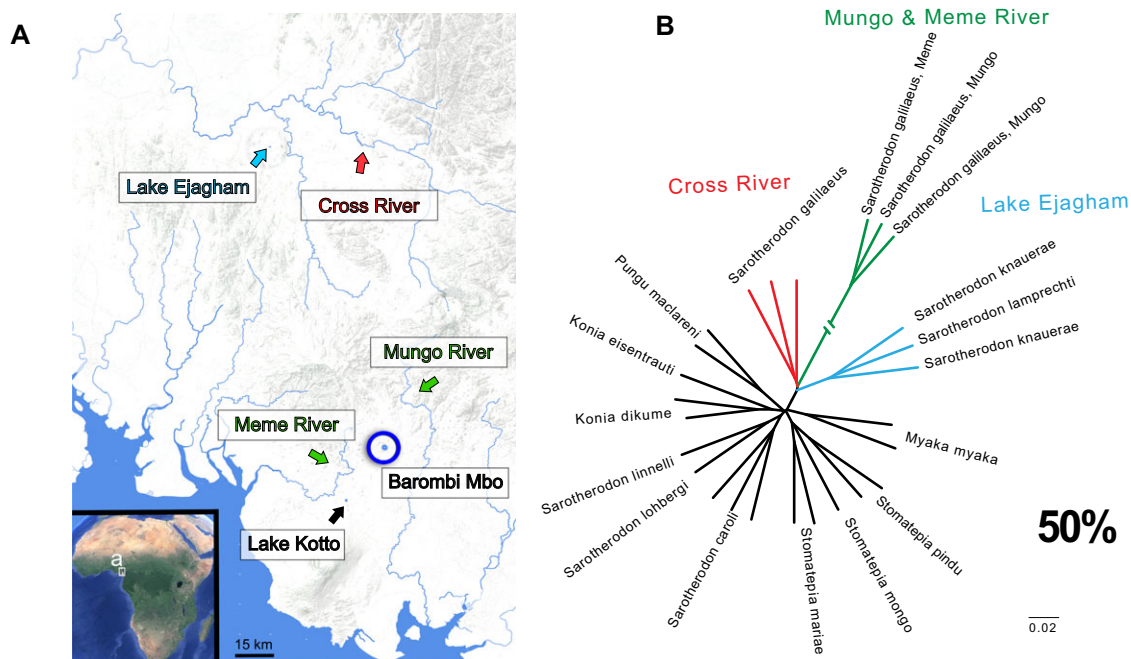 A
Lake Ejagham
Cross River
Mungo River
Meme River
Barombi Mbo
Lake Kotto
a
15 km
B
Mungo & Meme River
Sarotherodon galilaeus, Meme
Sarotherodon galilaeus, Mungo
Sarotherodon galilaeus, Mungo
Cross River
Sarotherodon galilaeus
Lake Ejagham
Sarotherodon knauerae
Sarotherodon lamprechti
Sarotherodon knauerae
Pungu maclareni
Konia eisentrauti
Konia dikume
Sarotherodon linnelli
Sarotherodon lohbergi
Sarotherodon caroli
Stomatepia mariae
Stomatepia mongo
Stomatepia pindu
Myaka myaka
50%
0.02